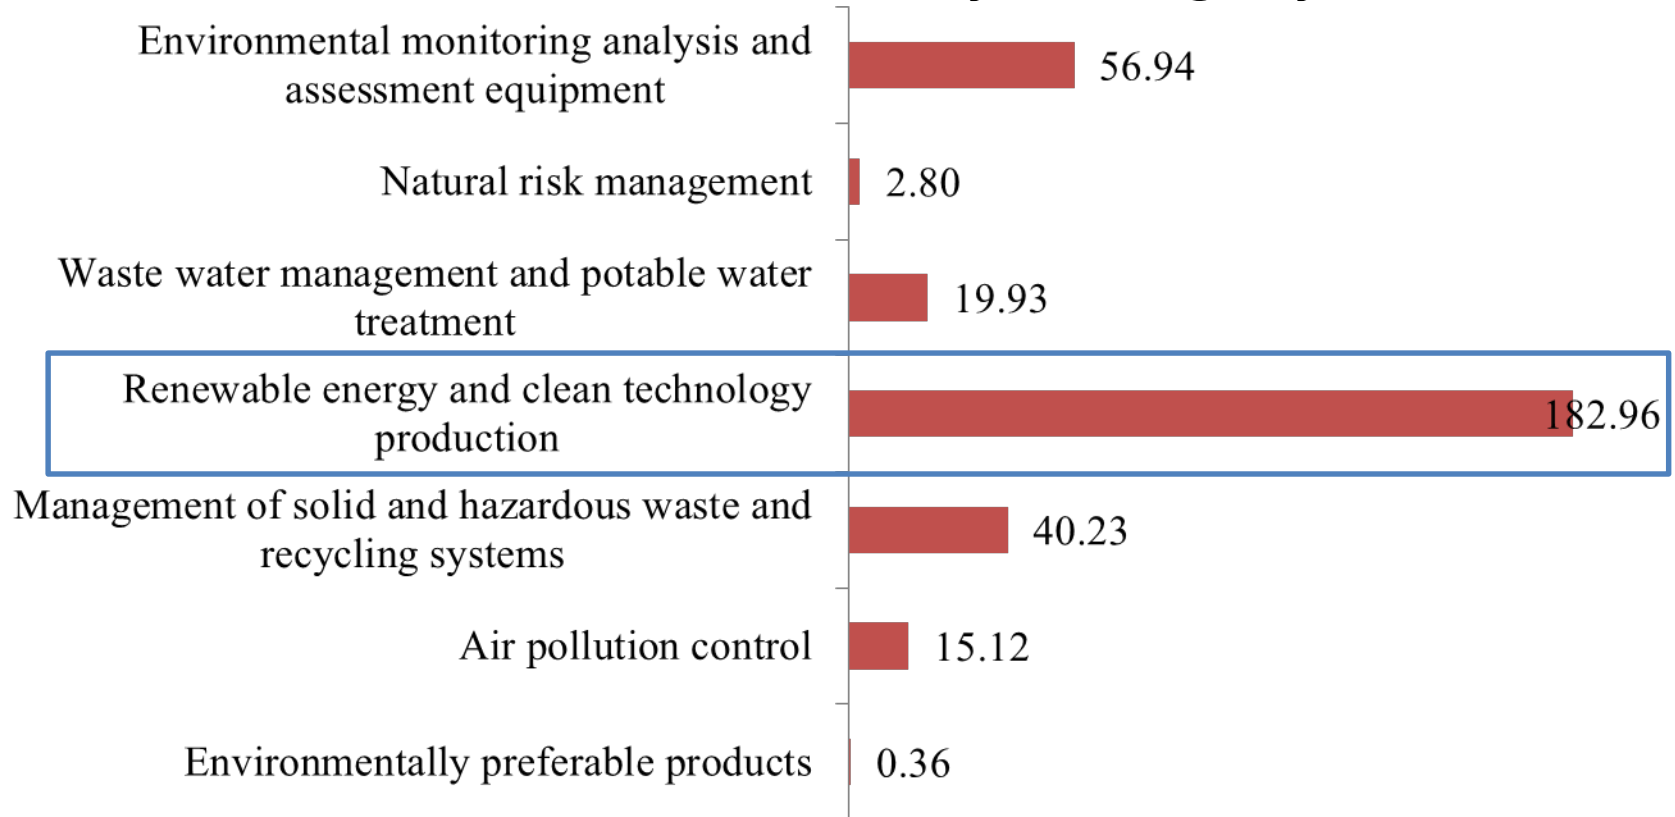 Environmental monitoring analysis and
assessment equipment
56.94
Natural risk management
2.80
Waste water management and potable water
treatment
19.93
Renewable energy and clean technology
production
182.96
Management of solid and hazardous waste and
recycling systems
40.23
Air pollution control
15.12
Environmentally preferable products
0.36